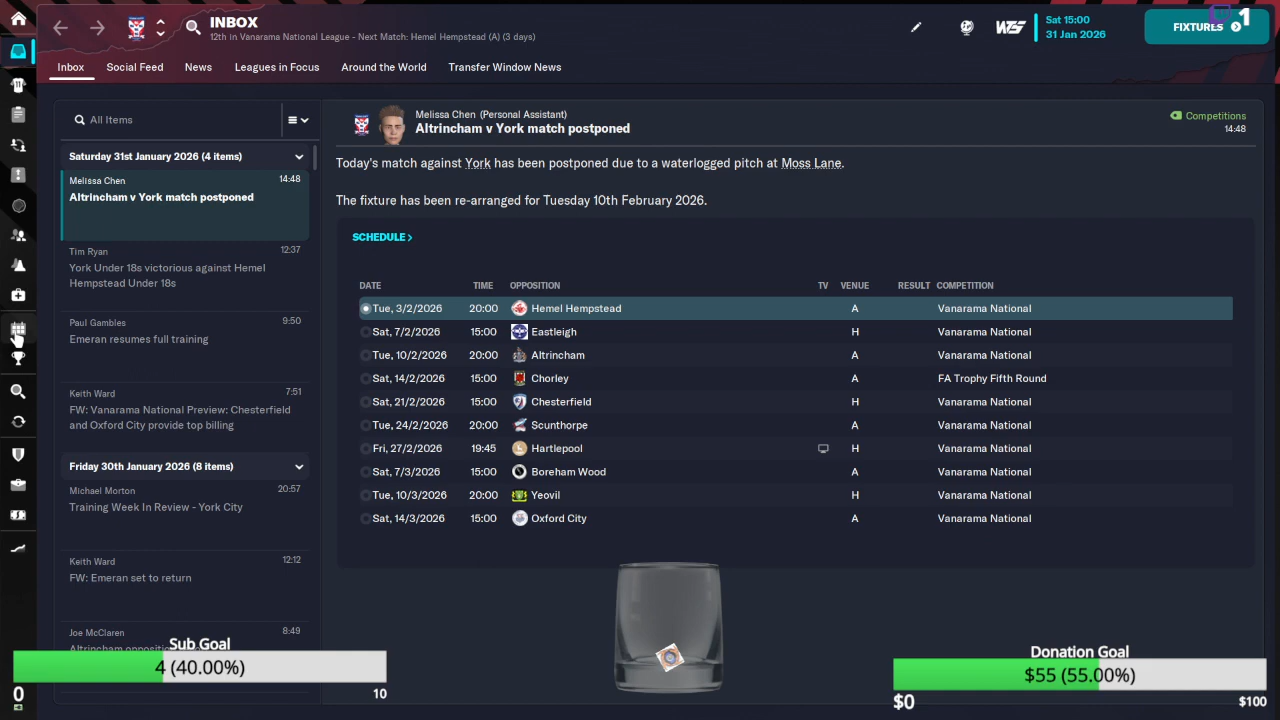 INBOX
12th in Vanarama National League - Next Match: Hemel Hempstead (A) (3 days)
Sat 15:00
31 Jan 2026
FIXTURES
1
Inbox
Social Feed
News
Leagues in Focus
Around the World
Transfer Window News
All Items
Saturday 31st January 2026 (4 items)
Melissa Chen 14:48
Altrincham v York match postponed
Tim Ryan 12:37
York Under 18s victorious against Hemel
Hempstead Under 18s
Paul Gambles 9:50
Emeran resumes full training
Keith Ward 7:51
FW: Vanarama National Preview: Chesterfield
and Oxford City provide top billing
Friday 30th January 2026 (8 items)
Michael Morton 20:57
Training Week In Review - York City
Keith Ward 12:12
FW: Emeran set to return
Joe McClaren 8:49
Melissa Chen (Personal Assistant)
Altrincham v York match postponed
Competitions
14:48
Today's match against York has been postponed due to a waterlogged pitch at Moss Lane.
The fixture has been re-arranged for Tuesday 10th February 2026.
SCHEDULE
DATE TIME OPPOSITION TV VENUE RESULT COMPETITION
Tue, 3/2/2026 20:00 Hemel Hempstead A Vanarama National
Sat, 7/2/2026 15:00 Eastleigh H Vanarama National
Tue, 10/2/2026 20:00 Altrincham A Vanarama National
Sat, 14/2/2026 15:00 Chorley A FA Trophy Fifth Round
Sat, 21/2/2026 15:00 Chesterfield H Vanarama National
Tue, 24/2/2026 20:00 Scunthorpe A Vanarama National
Fri, 27/2/2026 19:45 Hartlepool H Vanarama National
Sat, 7/3/2026 15:00 Boreham Wood A Vanarama National
Tue, 10/3/2026 20:00 Yeovil H Vanarama National
Sat, 14/3/2026 15:00 Oxford City A Vanarama National
Sub Goal
4 (40.00%)
0
10
Donation Goal
$55 (55.00%)
$0
$100